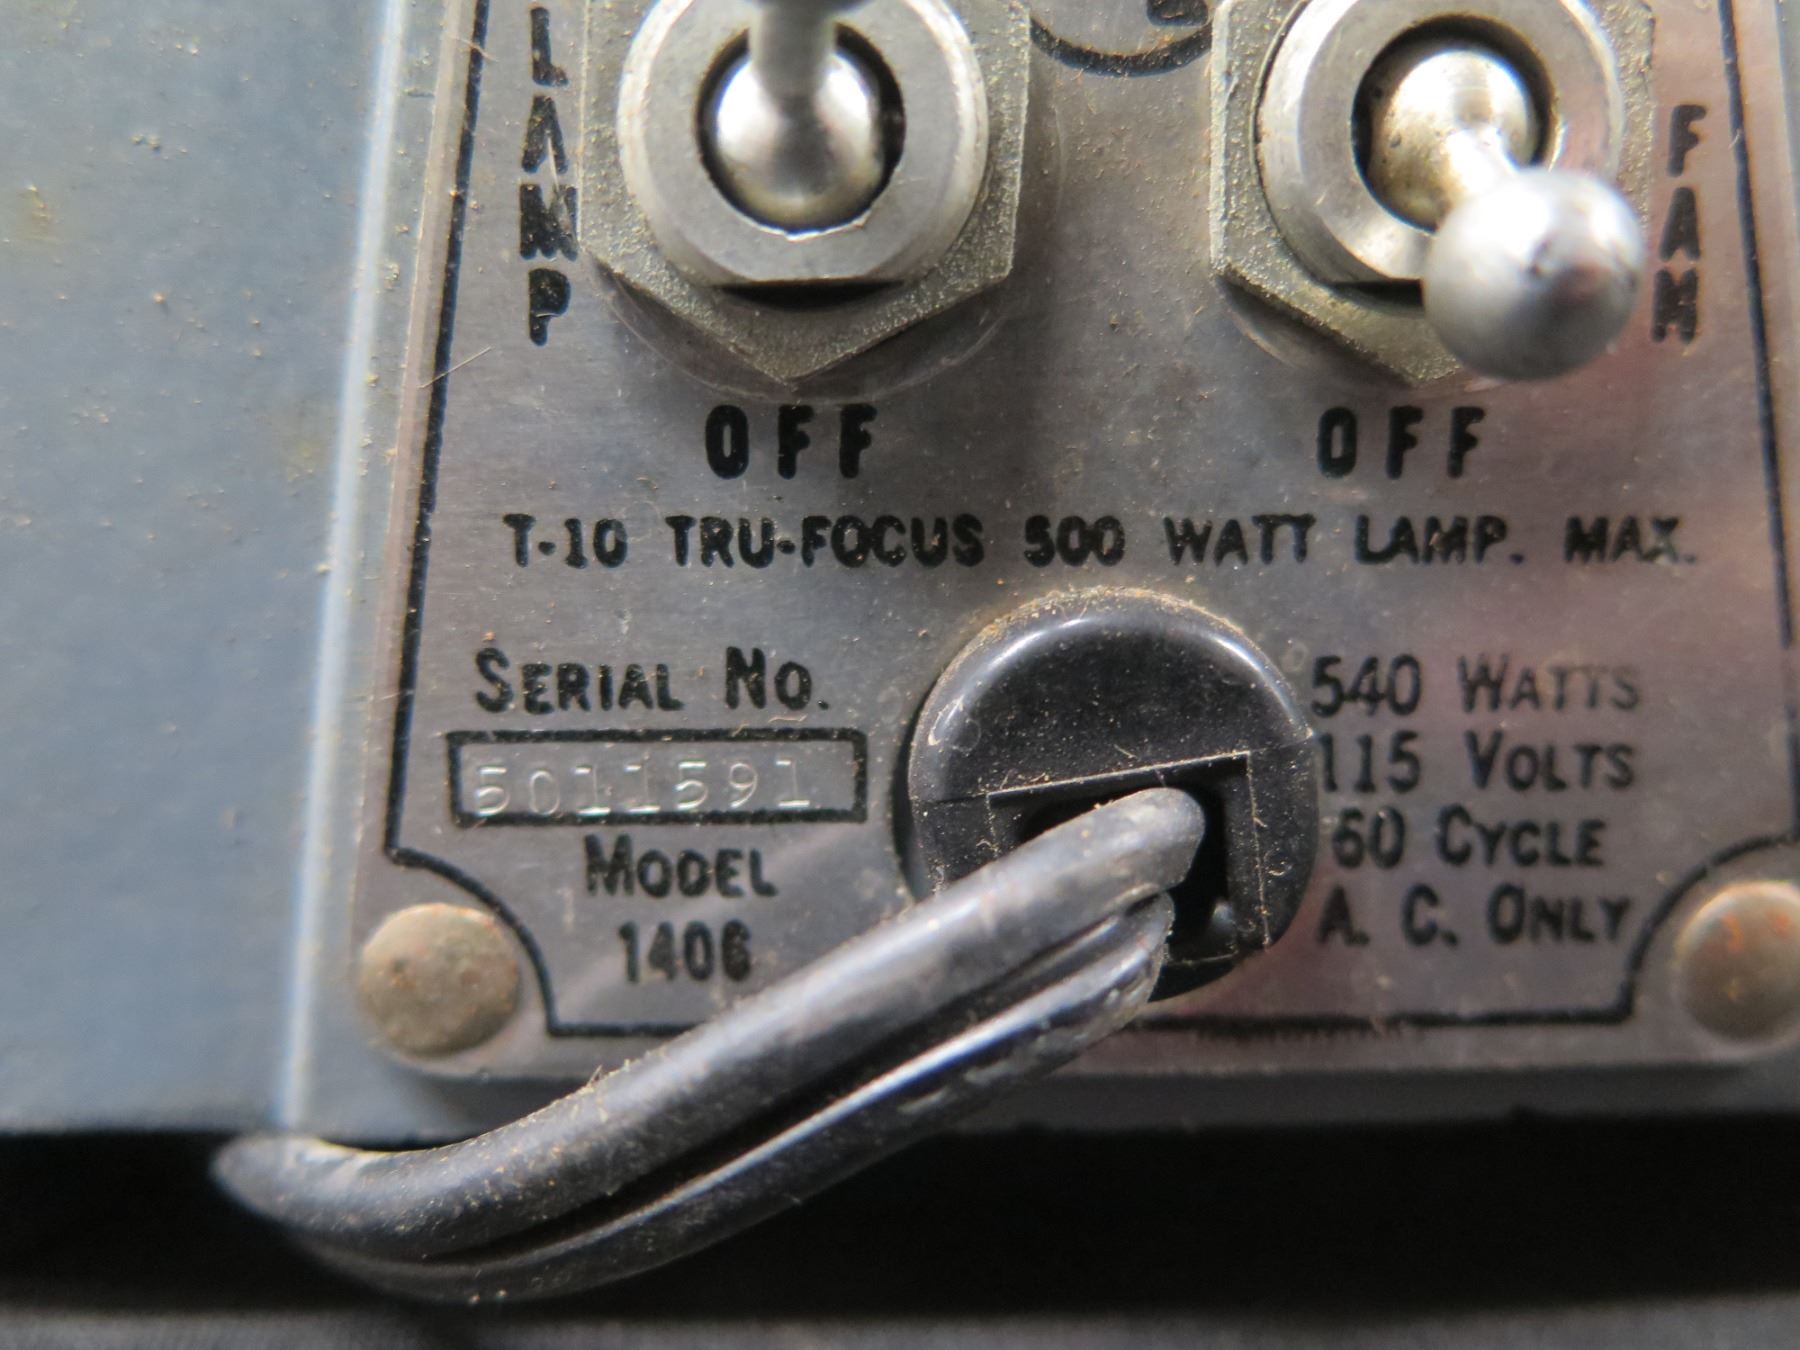 LAMP
FAN
OFF OFF
T-10 TRU-FOCUS 500 WATT LAMP. MAX.
SERIAL NO.
5011591
MODEL
1406
540 WATTS
115 VOLTS
60 CYCLE
A. C. ONLY